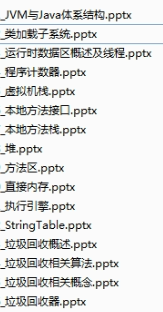 _JVM与Java体系结构.pptx
_类加载子系统.pptx
_运行时数据区概述及线程.pptx
_程序计数器.pptx
_虚拟机栈.pptx
_本地方法接口.pptx
_本地方法栈.pptx
_堆.pptx
_方法区.pptx
_直接内存.pptx
_执行引擎.pptx
_StringTable.pptx
_垃圾回收概述.pptx
_垃圾回收相关算法.pptx
_垃圾回收相关概念.pptx
_垃圾回收器.pptx